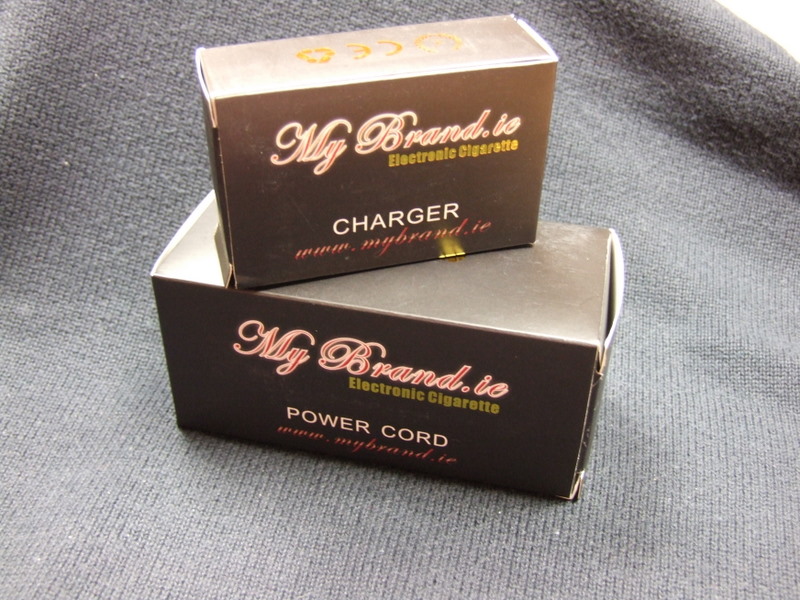 CE
My Brand.ie
Electronic Cigarette
CHARGER
www.mybrand.ie
My Brand.ie
Electronic Cigarette
POWER CORD
www.mybrand.ie